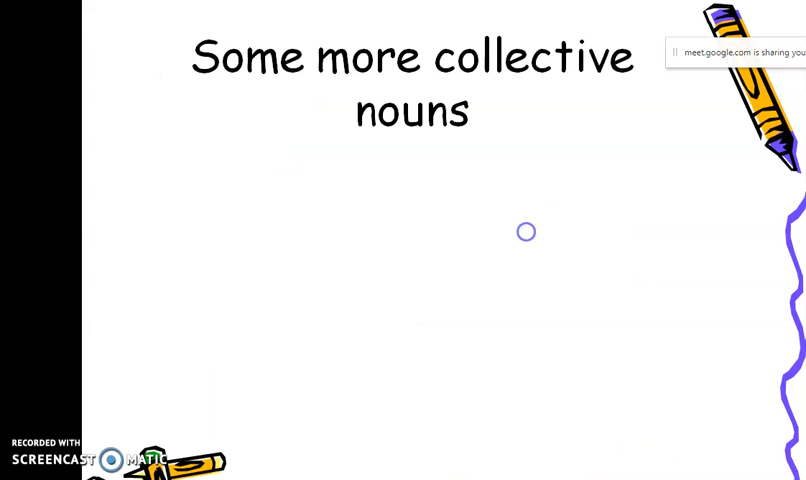 Some more collective
nouns
meet.google.com is sharing you
RECORDED WITH
SCREENCAST MATIC